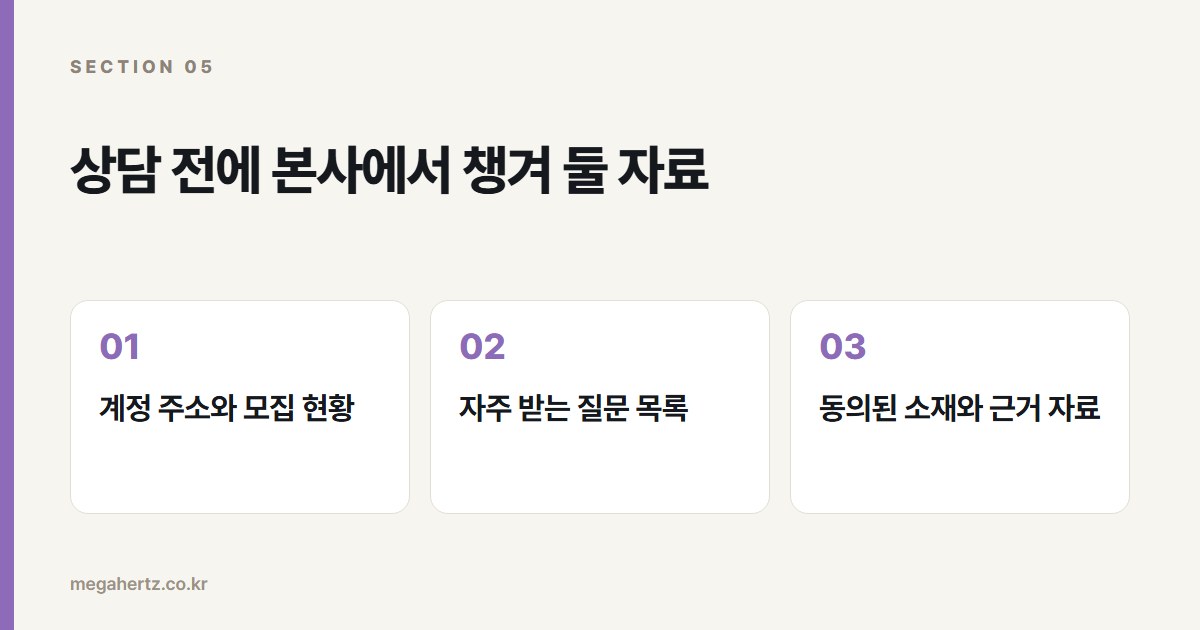 SECTION 05
상담 전에 본사에서 챙겨 둘 자료
01
계정 주소와 모집 현황
02
자주 받는 질문 목록
03
동의된 소재와 근거 자료
megahertz.co.kr